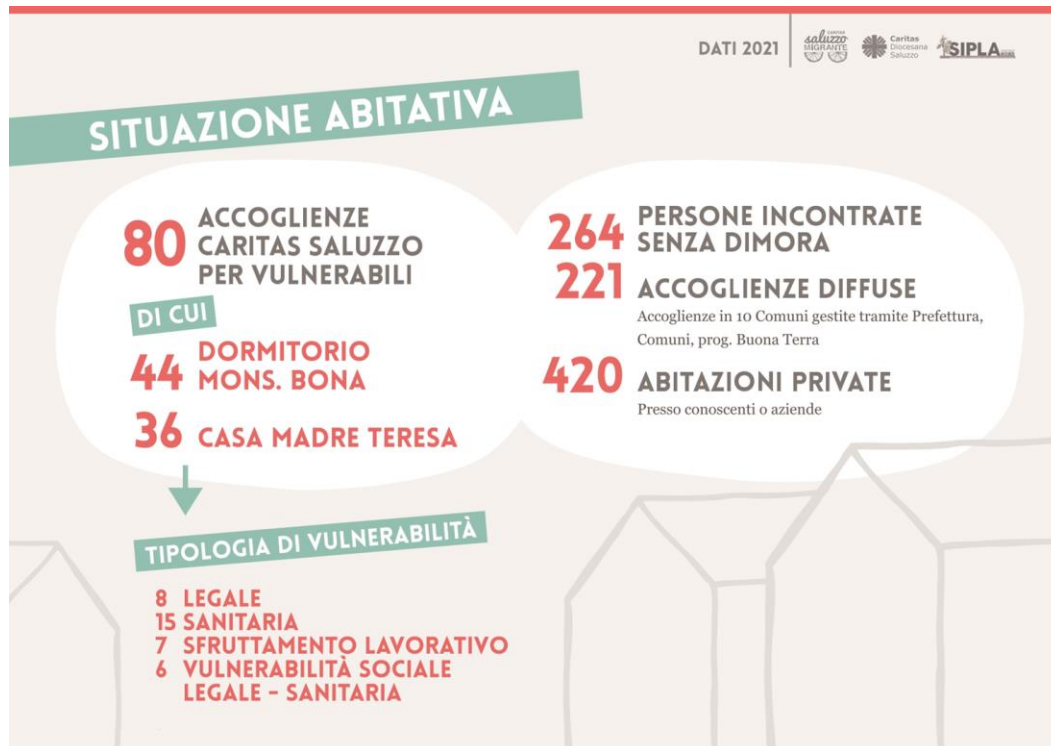 DATI 2021
CARITAS
saluzzo
MIGRANTE
Caritas
Diocesana
Saluzzo
SIPLA
SITUAZIONE ABITATIVA
80 ACCOGLIENZE
CARITAS SALUZZO
PER VULNERABILI
DI CUI
44 DORMITORIO
MONS. BONA
36 CASA MADRE TERESA
TIPOLOGIA DI VULNERABILITÀ
8 LEGALE
15 SANITARIA
7 SFRUTTAMENTO LAVORATIVO
6 VULNERABILITÀ SOCIALE
LEGALE - SANITARIA
264 PERSONE INCONTRATE
SENZA DIMORA
221 ACCOGLIENZE DIFFUSE
Accoglienze in 10 Comuni gestite tramite Prefettura,
Comuni, prog. Buona Terra
420 ABITAZIONI PRIVATE
Presso conoscenti o aziende